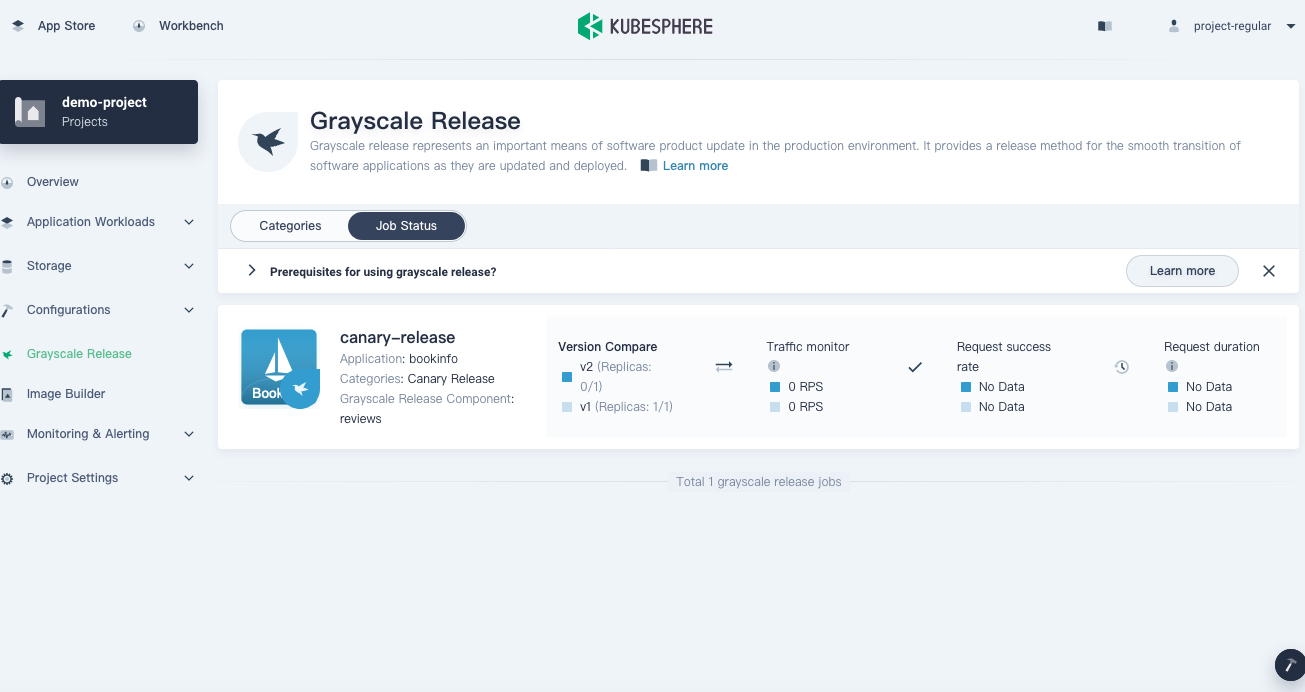 App Store
Workbench
KUBESPHERE
project-regular
demo-project
Projects
Overview
Application Workloads
Storage
Configurations
Grayscale Release
Image Builder
Monitoring & Alerting
Project Settings
Grayscale Release
Grayscale release represents an important means of software product update in the production environment. It provides a release method for the smooth transition of
software applications as they are updated and deployed. Learn more
Categories
Job Status
Prerequisites for using grayscale release?
Learn more
Book
canary-release
Application: bookinfo
Categories: Canary Release
Grayscale Release Component:
reviews
Version Compare
v2 (Replicas:
0/1)
v1 (Replicas: 1/1)
Traffic monitor
0 RPS
0 RPS
Request success
rate
No Data
No Data
Request duration
No Data
No Data
Total 1 grayscale release jobs